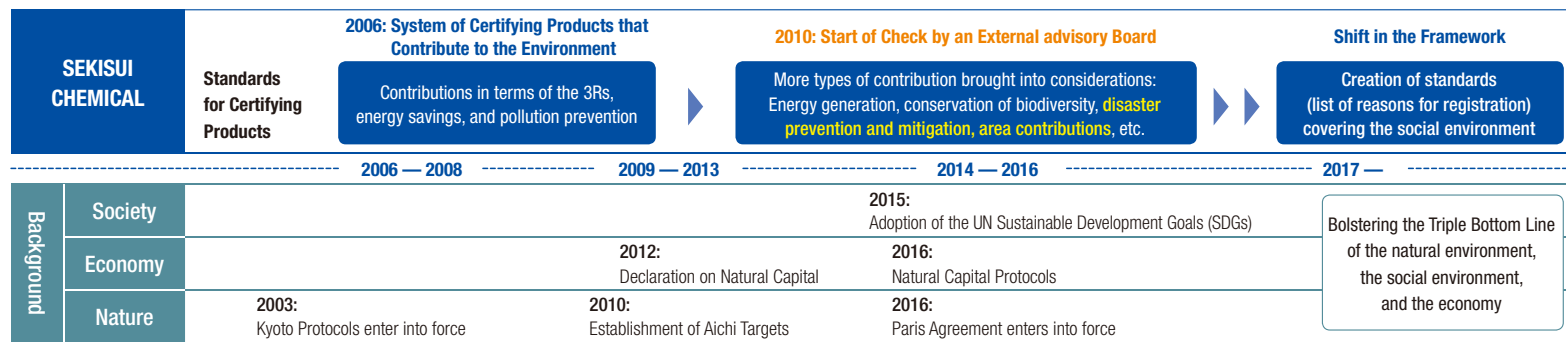 SEKISUI
CHEMICAL
Standards
for Certifying
Products
2006: System of Certifying Products that
Contribute to the Environment
Contributions in terms of the 3Rs,
energy savings, and pollution prevention
2010: Start of Check by an External advisory Board
More types of contribution brought into considerations:
Energy generation, conservation of biodiversity, disaster
prevention and mitigation, area contributions, etc.
Shift in the Framework
Creation of standards
(list of reasons for registration)
covering the social environment
2006 — 2008
2009 — 2013
2014 — 2016
2017 —
Background
Society
2015:
Adoption of the UN Sustainable Development Goals (SDGs)
Economy
2012:
Declaration on Natural Capital
2016:
Natural Capital Protocols
Nature
2003:
Kyoto Protocols enter into force
2010:
Establishment of Aichi Targets
2016:
Paris Agreement enters into force
Bolstering the Triple Bottom Line
of the natural environment,
the social environment,
and the economy